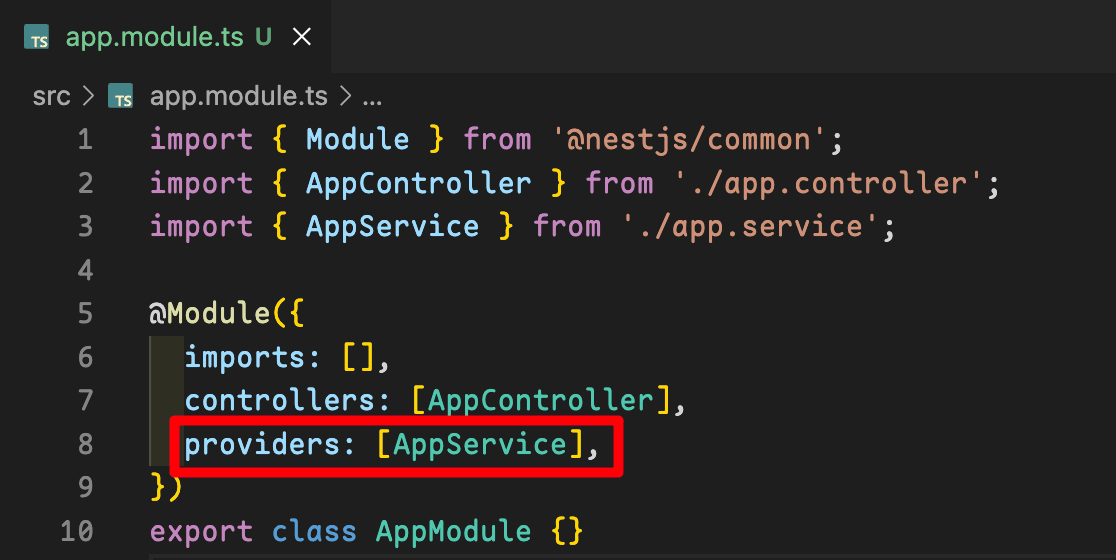 TS app.module.ts U ×
src > TS app.module.ts > ...
1 import { Module } from '@nestjs/common';
2 import { AppController } from './app.controller';
3 import { AppService } from './app.service';
4
5 @Module({
6   imports: [],
7   controllers: [AppController],
8   providers: [AppService],
9 })
10 export class AppModule {}